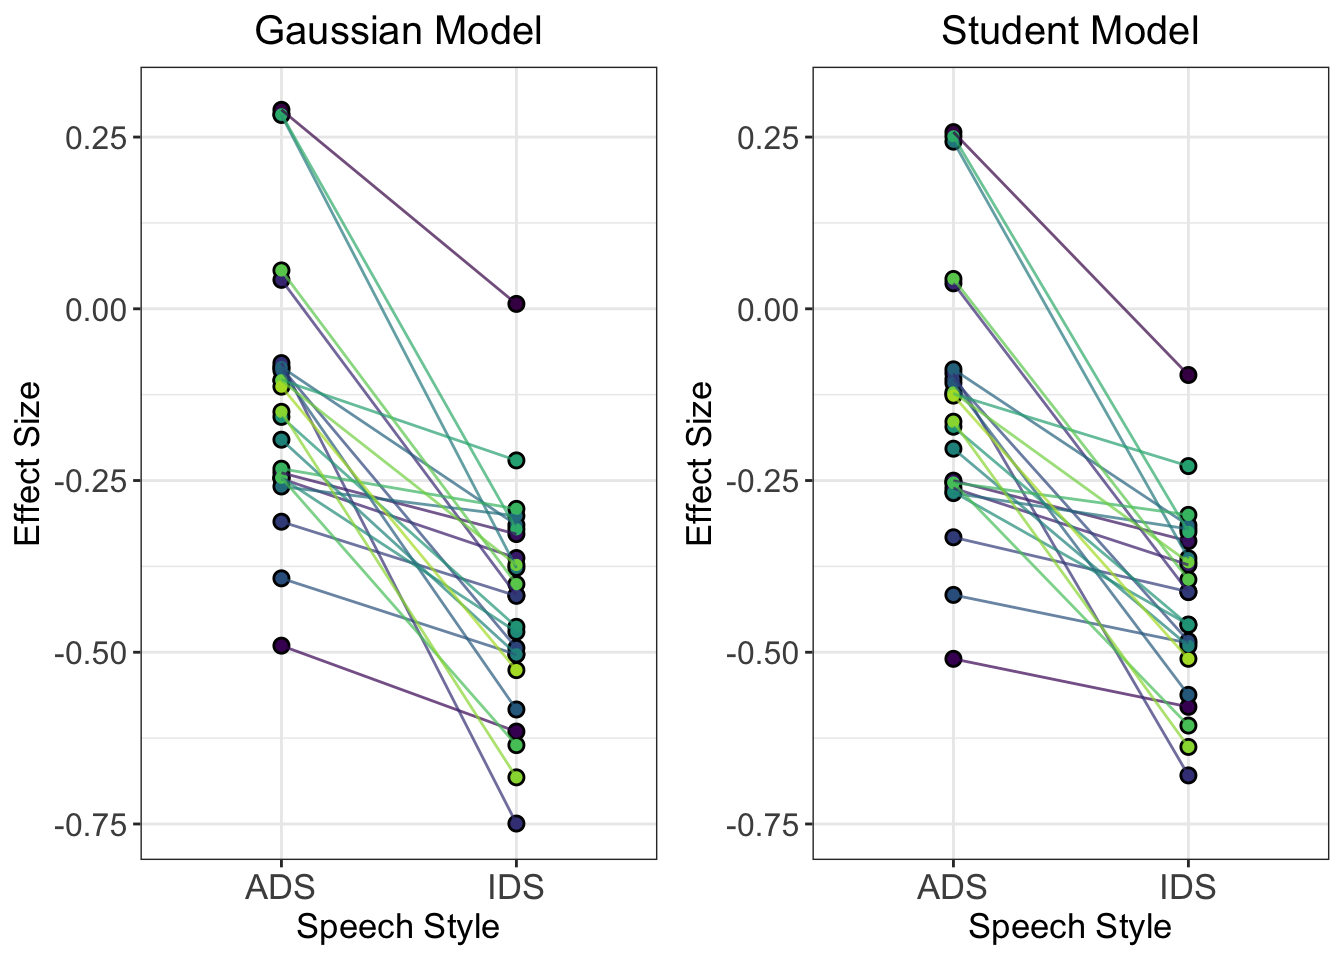 Gaussian Model
Effect Size
0.25
0.00
-0.25
-0.50
-0.75
ADS IDS
Speech Style
Student Model
Effect Size
0.25
0.00
-0.25
-0.50
-0.75
ADS IDS
Speech Style